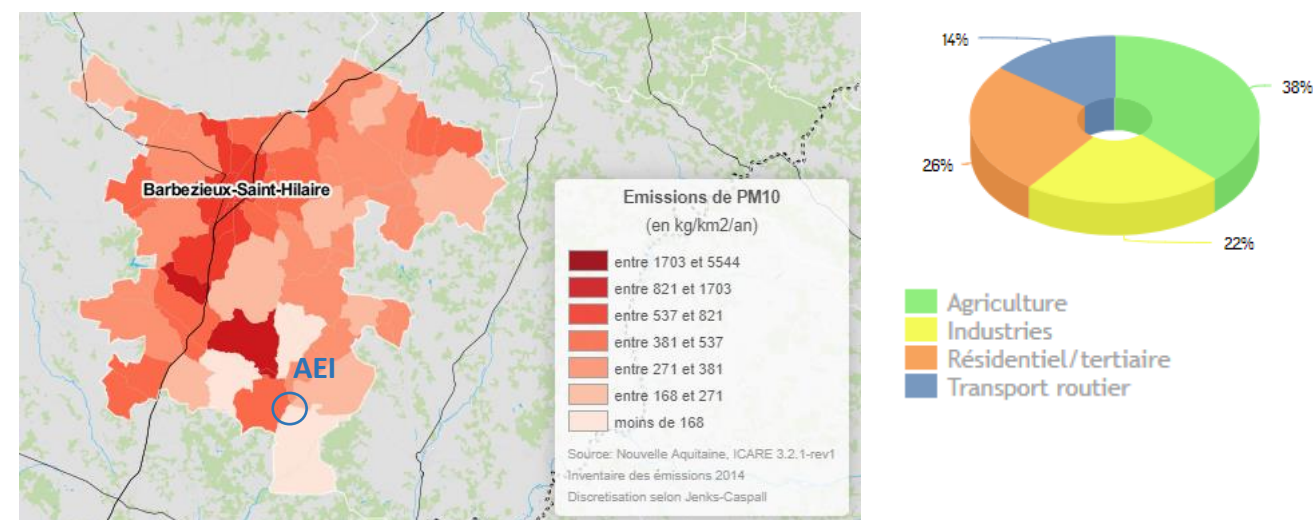 Barbezieux-Saint-Hilaire
AEI
Emissions de PM10
(en kg/km2/an)
entre 1703 et 5544
entre 821 et 1703
entre 537 et 821
entre 381 et 537
entre 271 et 381
entre 168 et 271
moins de 168
Source: Nouvelle Aquitaine, ICARE 3.2.1-rev1
Inventaire des émissions 2014
Discretisation selon Jenks-Caspall
14%
38%
26%
22%
Agriculture
Industries
Résidentiel/tertiaire
Transport routier